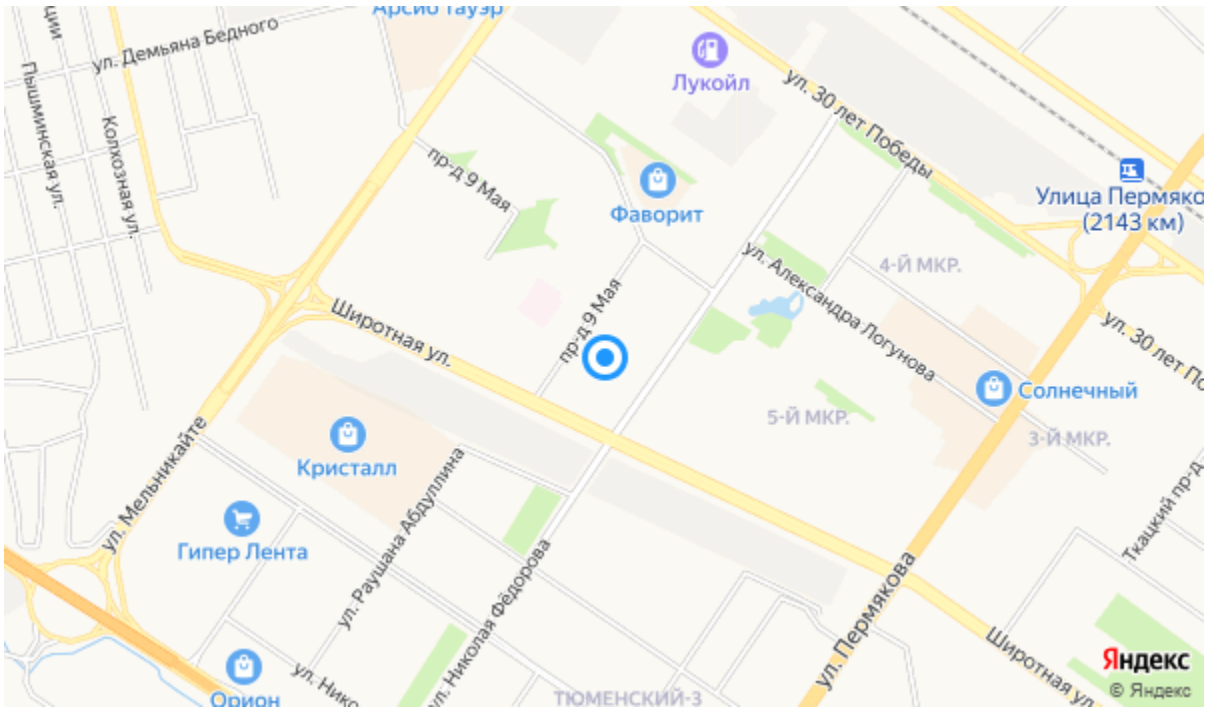 Арсиб Тауэр
ции
ул. Демьяна Бедного
Лукойл
Пышминская ул.
Колхозная ул.
ул. 30 лет Победы
пр-д 9 Мая
Фаворит
Улица Пермяко
(2143 км)
4-Й МКР.
ул. Александра Логунова
пр-д 9 Мая
Широтная ул.
ул. 30 лет По
Солнечный
5-Й МКР.
3-Й МКР.
Кристалл
ул. Мельникайте
Гипер Лента
ул. Раушана Абдуллина
Ткацкий пр-д
ул. Николая Фёдорова
ул. Пермякова
Широтная ул.
Яндекс
© Яндекс
Орион
ул. Нико
ТЮМЕНСКИЙ-3